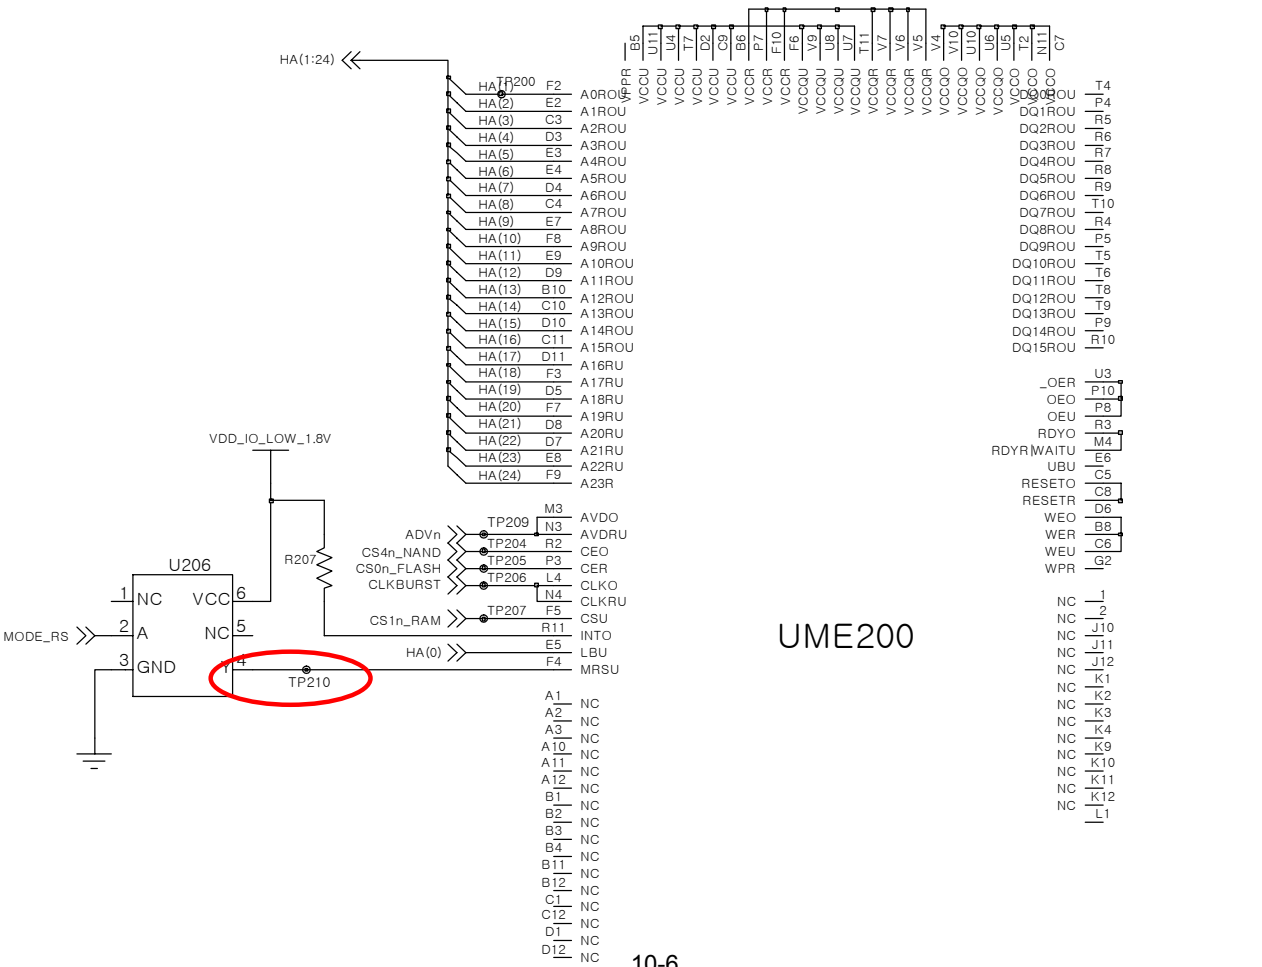 B5 U11 U4 T7 D2 C9 B6 P7 F10 F6 V9 U8 U7 T11 V7 V6 V5 V4 V10 U10 U6 U5 T2 N11 C7
VPPR VCCU VCCU VCCU VCCU VCCU VCCU VCCR VCCR VCCR VCCQU VCCQU VCCQU VCCQU VCCQR VCCQR VCCQR VCCQR VCCQO VCCQO VCCQO VCCQO VCCO VCCO VCCO
HA(1:24)
HA(1) TP200 F2 A0ROU
HA(2) E2 A1ROU
HA(3) C3 A2ROU
HA(4) D3 A3ROU
HA(5) E3 A4ROU
HA(6) E4 A5ROU
HA(7) D4 A6ROU
HA(8) C4 A7ROU
HA(9) E7 A8ROU
HA(10) F8 A9ROU
HA(11) E9 A10ROU
HA(12) D9 A11ROU
HA(13) B10 A12ROU
HA(14) C10 A13ROU
HA(15) D10 A14ROU
HA(16) C11 A15ROU
HA(17) D11 A16RU
HA(18) F3 A17RU
HA(19) D5 A18RU
HA(20) F7 A19RU
HA(21) D8 A20RU
HA(22) D7 A21RU
HA(23) E8 A22RU
HA(24) F9 A23R
M3 AVDO
ADVn TP209 N3 AVDRU
CS4n_NAND TP204 R2 CEO
CS0n_FLASH TP205 P3 CER
CLKBURST TP206 L4 CLKO
N4 CLKRU
CS1n_RAM TP207 F5 CSU
R11 INTO
HA(0) E5 LBU
F4 MRSU
VDD_IO_LOW_1.8V
R207
U206
1 NC VCC 6
MODE_RS 2 A NC 5
3 GND Y 4
TP210
A1 NC
A2 NC
A3 NC
A10 NC
A11 NC
A12 NC
B1 NC
B2 NC
B3 NC
B4 NC
B11 NC
B12 NC
C1 NC
C12 NC
D1 NC
D12 NC
UME200
DQ0ROU T4
DQ1ROU P4
DQ2ROU R5
DQ3ROU R6
DQ4ROU R7
DQ5ROU R8
DQ6ROU R9
DQ7ROU T10
DQ8ROU R4
DQ9ROU P5
DQ10ROU T5
DQ11ROU T6
DQ12ROU T8
DQ13ROU T9
DQ14ROU P9
DQ15ROU R10
_OER U3
OEO P10
OEU P8
RDYO R3
RDYR|WAITU M4
UBU E6
RESETO C5
RESETR C8
WEO D6
WER B8
WEU C6
WPR G2
NC 1
NC 2
NC J10
NC J11
NC J12
NC K1
NC K2
NC K3
NC K4
NC K9
NC K10
NC K11
NC K12
L1
10-6